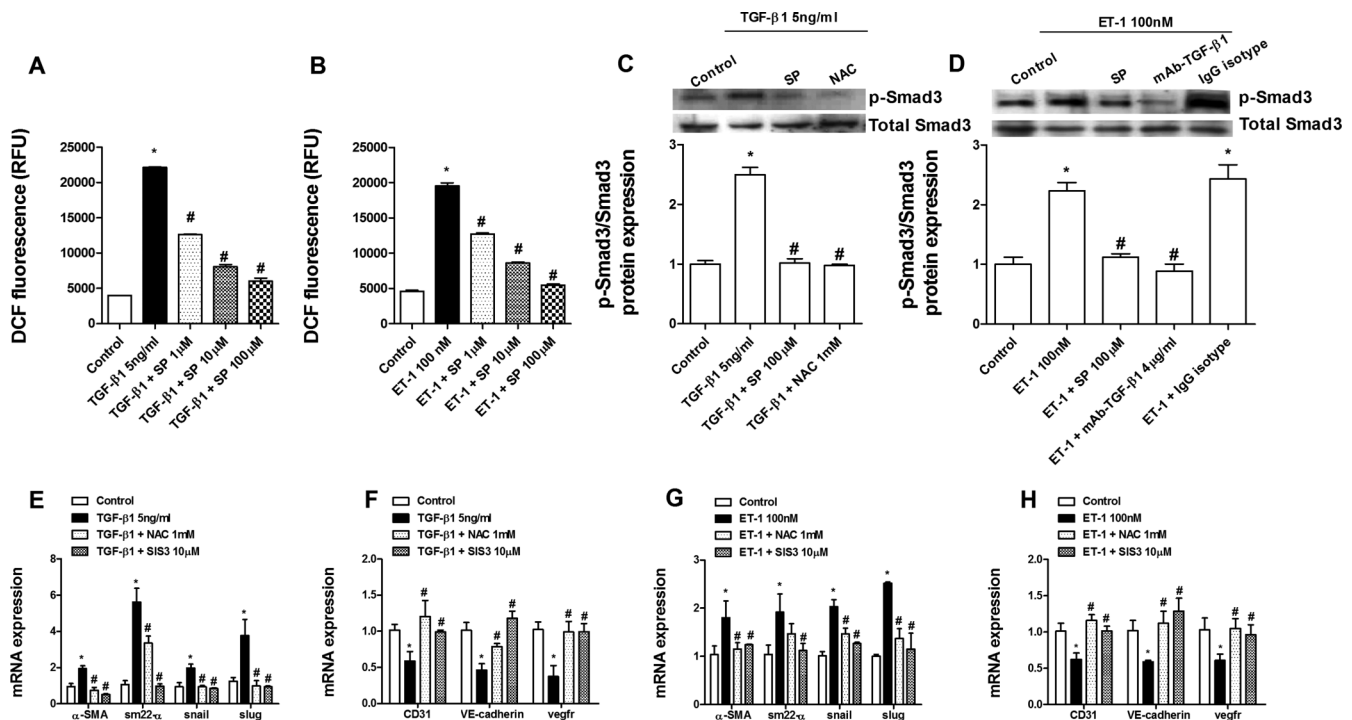 A
DCF fluorescence (RFU)
25000
20000
15000
10000
5000
0
*
#
#
#
Control
TGF-β1 5ng/ml
TGF-β1 + SP 1μM
TGF-β1 + SP 10μM
TGF-β1 + SP 100μM
B
DCF fluorescence (RFU)
25000
20000
15000
10000
5000
0
*
#
#
#
Control
ET-1 100 nM
ET-1 + SP 1μM
ET-1 + SP 10μM
ET-1 + SP 100μM
TGF-β1 5ng/ml
C
Control
SP
NAC
p-Smad3
Total Smad3
p-Smad3/Smad3
protein expression
3
2
1
0
*
#
#
Control
TGF-β1 5ng/ml
TGF-β1 + SP 100μM
TGF-β1 + NAC 1mM
ET-1 100nM
D
Control
SP
mAb-TGF-β1
IgG isotype
p-Smad3
Total Smad3
p-Smad3/Smad3
protein expression
3
2
1
0
*
#
#
*
Control
ET-1 100nM
ET-1 + SP 100μM
ET-1 + mAb-TGF-β1 4μg/ml
ET-1 + IgG isotype
E
Control
TGF-β1 5ng/ml
TGF-β1 + NAC 1mM
TGF-β1 + SIS3 10μM
mRNA expression
8
6
4
2
0
*
#
#
*
#
#
*
#
#
*
#
#
α-SMA
sm22-α
snail
slug
F
Control
TGF-β1 5ng/ml
TGF-β1 + NAC 1mM
TGF-β1 + SIS3 10μM
mRNA expression
2.0
1.5
1.0
0.5
0.0
*
#
#
*
#
#
*
#
#
CD31
VE-cadherin
vegfr
G
Control
ET-1 100nM
ET-1 + NAC 1mM
ET-1 + SIS3 10μM
mRNA expression
3
2
1
0
*
#
#
*
#
*
#
#
*
#
#
α-SMA
sm22-α
snail
slug
H
Control
ET-1 100nM
ET-1 + NAC 1mM
ET-1 + SIS3 10μM
mRNA expression
2.0
1.5
1.0
0.5
0.0
*
#
#
*
#
#
*
#
#
CD31
VE-cadherin
vegfr